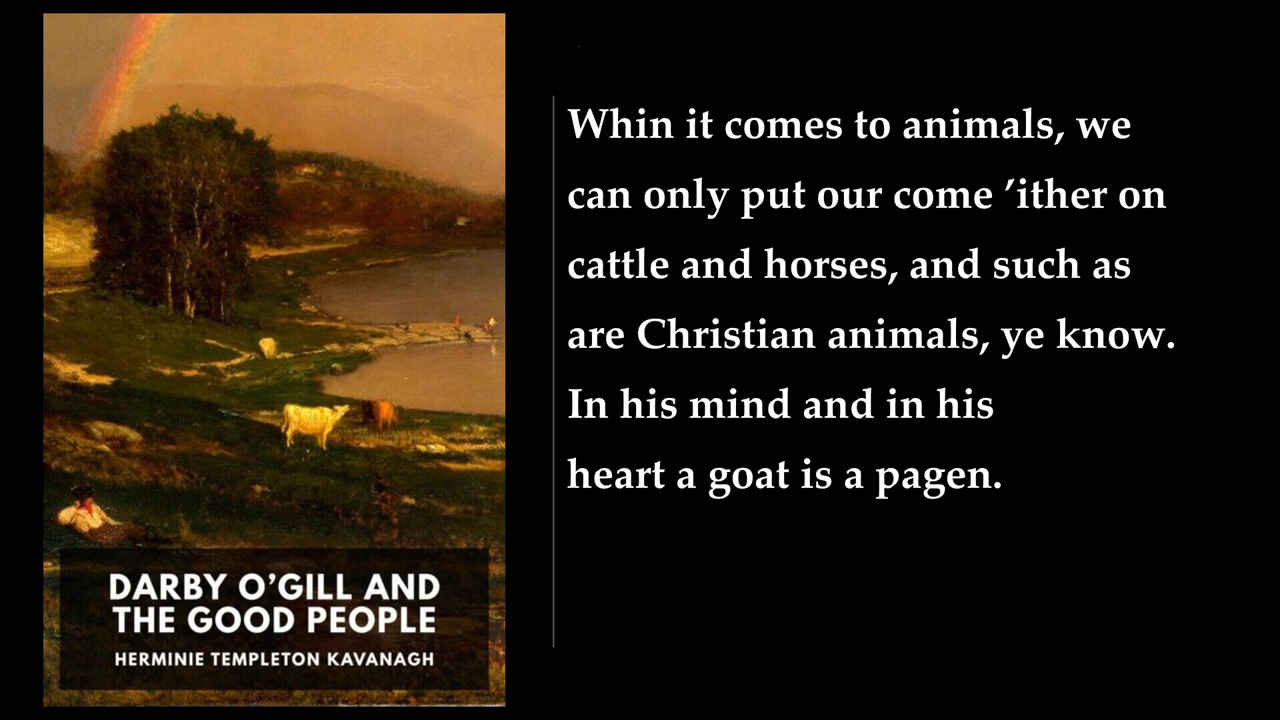 Whin it comes to animals, we
can only put our come ’ither on
cattle and horses, and such as
are Christian animals, ye know.
In his mind and in his
heart a goat is a pagen.
DARBY O’GILL AND
THE GOOD PEOPLE
HERMINIE TEMPLETON KAVANAGH